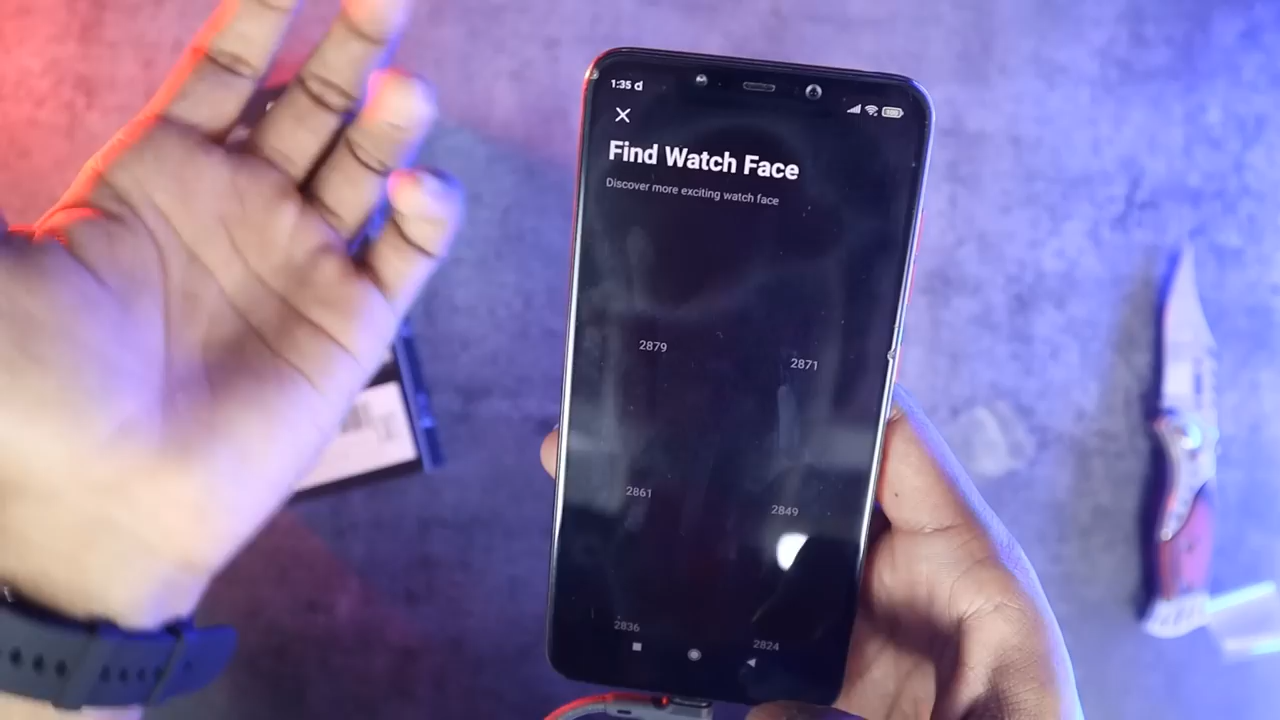 1:35 d
Find Watch Face
Discover more exciting watch face
2879
2871
2861
2849
2836
2824